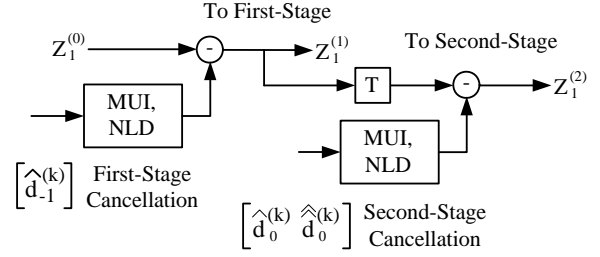 To First-Stage
Z₁⁽⁰⁾ - Z₁⁽¹⁾
To Second-Stage
T - Z₁⁽²⁾
MUI,
NLD
MUI,
NLD
[d̂₋₁⁽ᵏ⁾] First-Stage
Cancellation
[d̂₀⁽ᵏ⁾ d̂̂₀⁽ᵏ⁾] Second-Stage
Cancellation